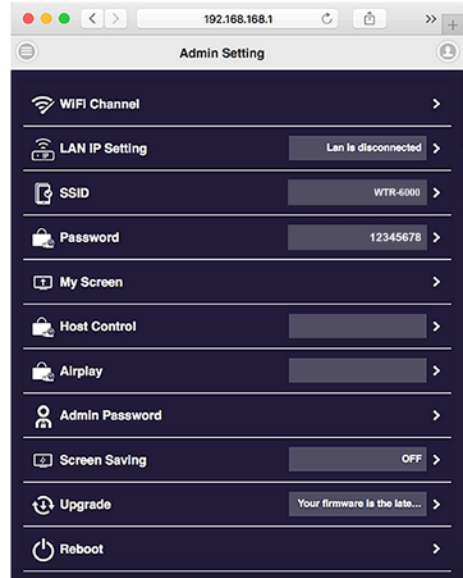 192.168.168.1
Admin Setting
WiFi Channel
LAN IP Setting Lan is disconnected
SSID WTR-6000
Password 12345678
My Screen
Host Control
Airplay
Admin Password
Screen Saving OFF
Upgrade Your firmware is the late...
Reboot